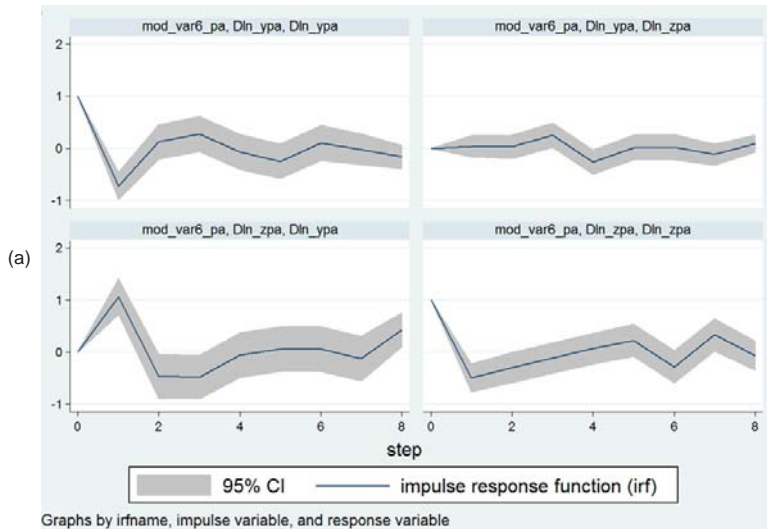 mod_var6_pa, Dln_ypa, Dln_ypa
mod_var6_pa, Dln_ypa, Dln_zpa
2
1
0
-1
(a)
mod_var6_pa, Dln_zpa, Dln_ypa
mod_var6_pa, Dln_zpa, Dln_zpa
2
1
0
-1
0 2 4 6 8
0 2 4 6 8
step
95% CI
impulse response function (irf)
Graphs by irfname, impulse variable, and response variable